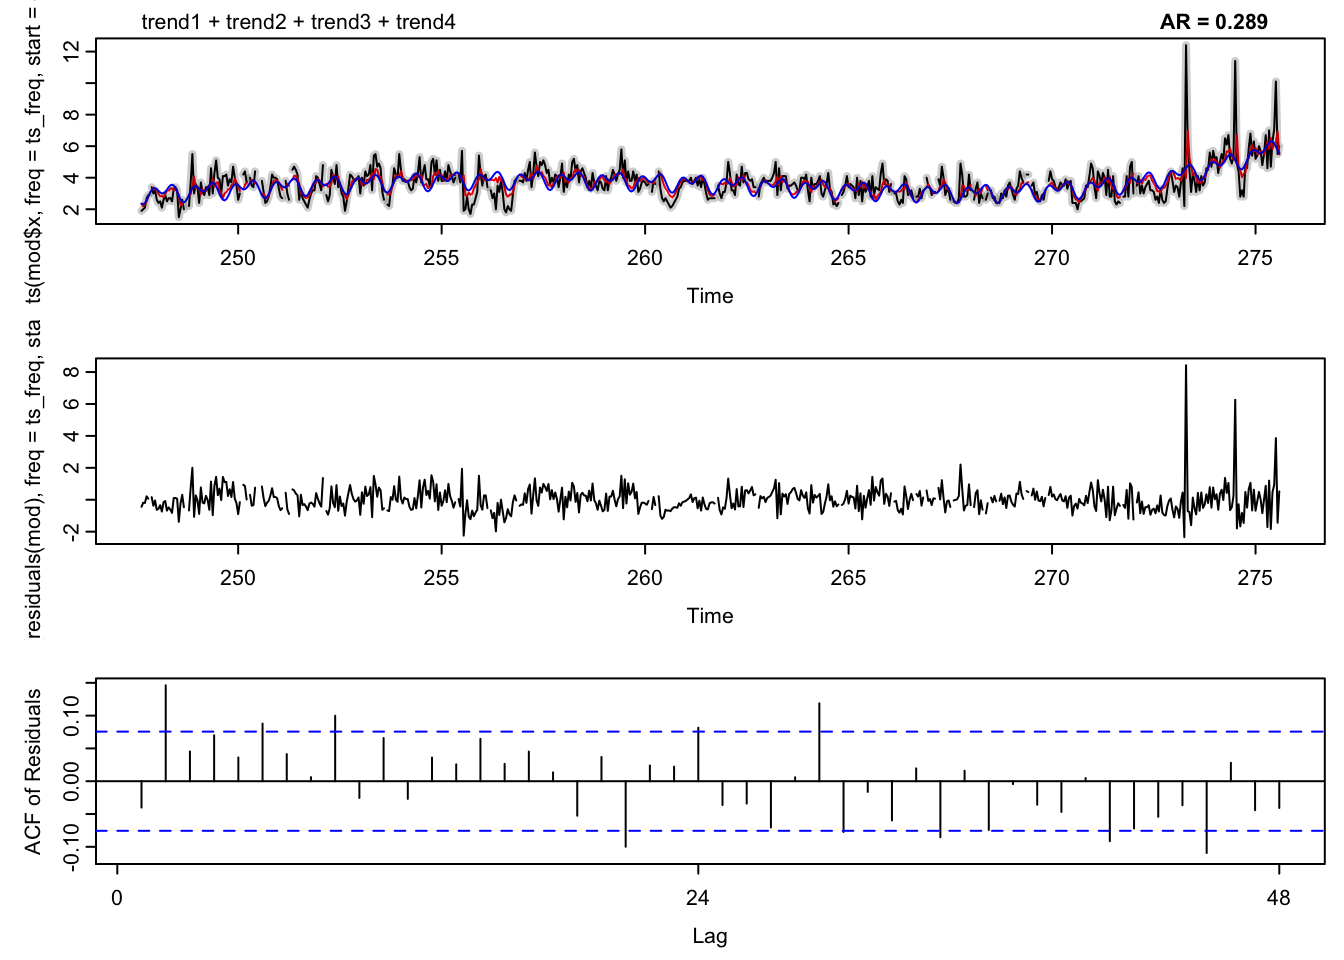 trend1 + trend2 + trend3 + trend4
AR = 0.289
ts(mod$x, freq = ts_freq, start =
2 4 6 8 12
250 255 260 265 270 275
Time
residuals(mod), freq = ts_freq, sta
-2 2 4 6 8
250 255 260 265 270 275
Time
ACF of Residuals
-0.10 0.00 0.10
0 24 48
Lag